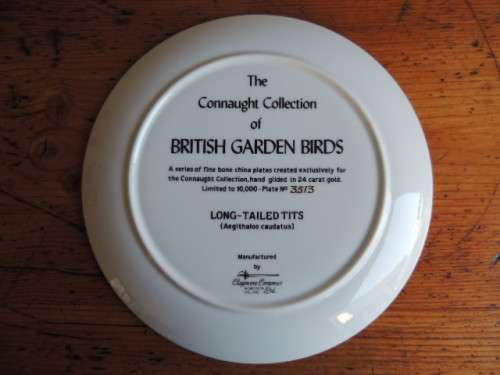 The
Connaught Collection
of
BRITISH GARDEN BIRDS
A series of fine bone china plates created exclusively for
the Connaught Collection, hand gilded in 24 carat gold.
Limited to 10,000 - Plate Nº 3513
LONG-TAILED TITS
(Aegithalos caudatus)
Manufactured
by